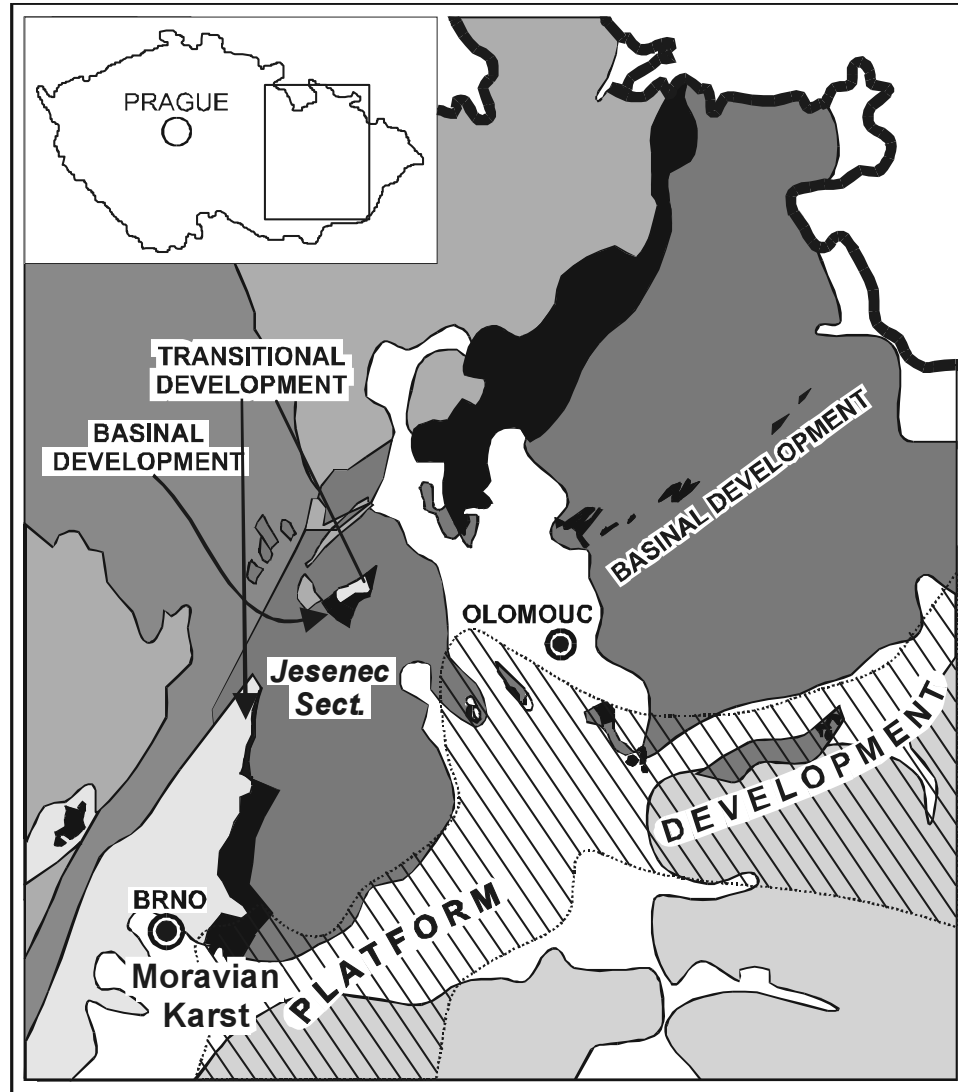 PRAGUE
TRANSITIONAL
DEVELOPMENT
BASINAL
DEVELOPMENT
BASINAL DEVELOPMENT
OLOMOUC
Jesenec
Sect.
PLATFORM DEVELOPMENT
BRNO
Moravian
Karst